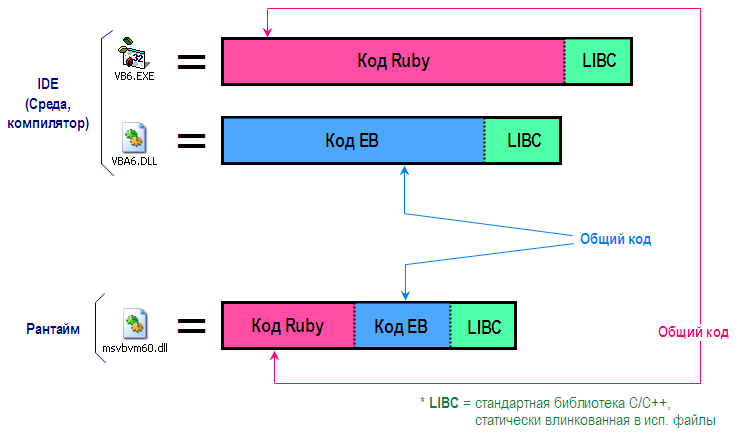 Код Ruby
LIBC
VB6.EXE
=
IDE
(Среда,
компилятор)
Код EB
LIBC
VBA6.DLL
=
Общий код
Рантайм
msvbvm60.dll
=
Код Ruby
Код EB
LIBC
Общий код
* LIBC = стандартная библиотека C/C++,
статически влинкованная в исп. файлы